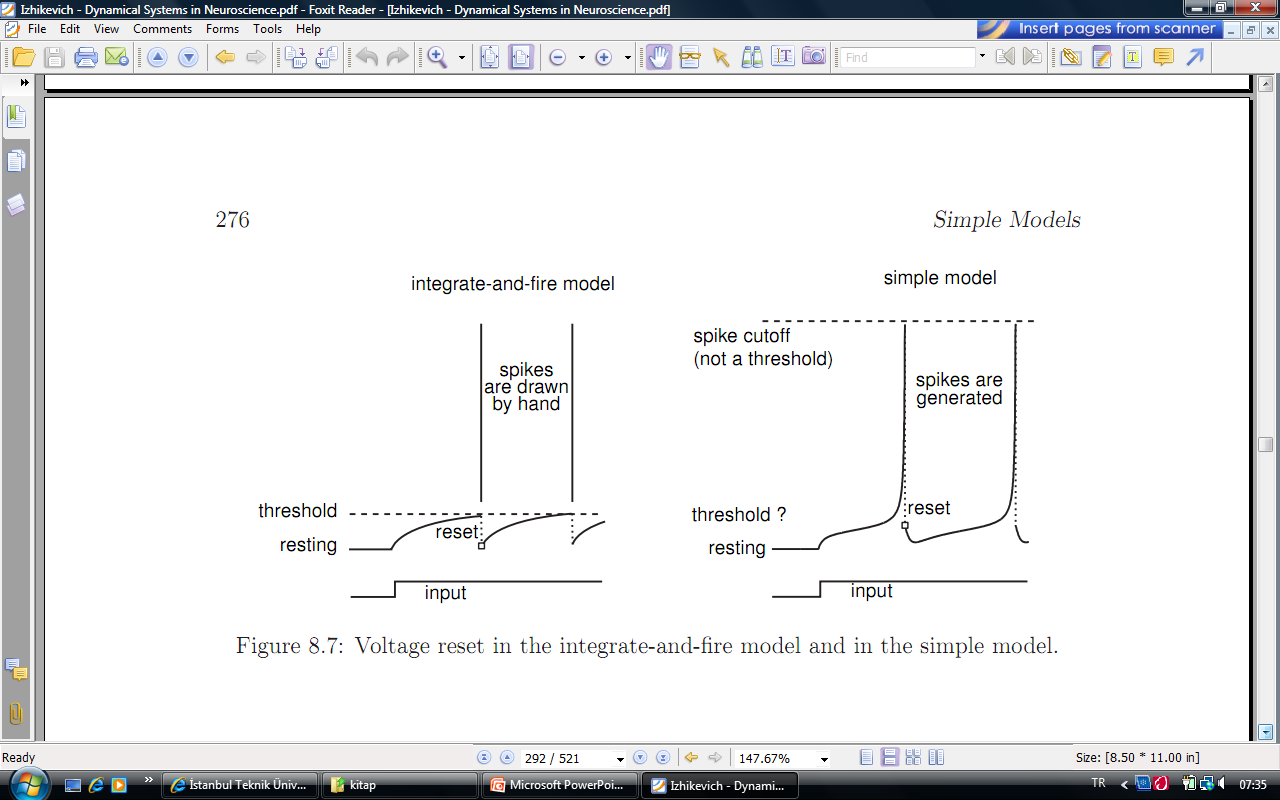 Izhikevich - Dynamical Systems in Neuroscience.pdf - Foxit Reader - [Izhikevich - Dynamical Systems in Neuroscience.pdf]
File Edit View Comments Forms Tools Help
Insert pages from scanner
Find
276
Simple Models
integrate-and-fire model
spikes
are drawn
by hand
threshold
reset
resting
input
simple model
spike cutoff
(not a threshold)
spikes are
generated
threshold ?
reset
resting
input
Figure 8.7: Voltage reset in the integrate-and-fire model and in the simple model.
Ready
292 / 521
147.67%
Size: [8.50 * 11.00 in]
İstanbul Teknik Üniv...
kitap
Microsoft PowerPoi...
Izhikevich - Dynami...
TR
07:35